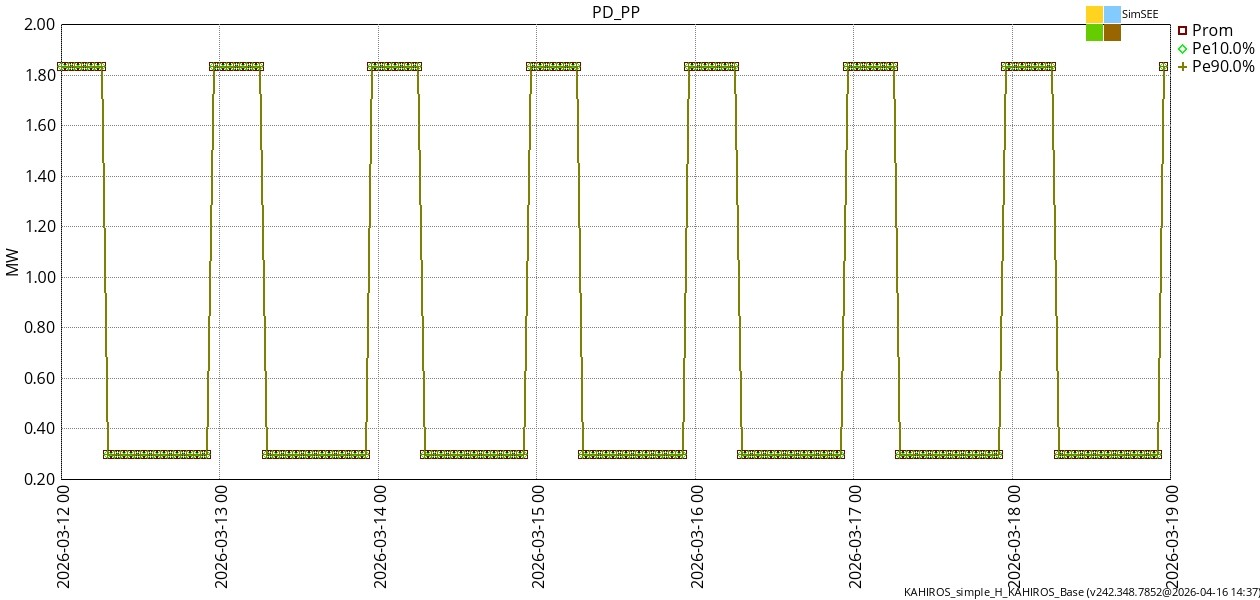 PD_PP
SimSEE
Prom
Pe10.0%
Pe90.0%
MW
2.00
1.80
1.60
1.40
1.20
1.00
0.80
0.60
0.40
0.20
2026-03-12 00
2026-03-13 00
2026-03-14 00
2026-03-15 00
2026-03-16 00
2026-03-17 00
2026-03-18 00
2026-03-19 00
KAHIROS_simple_H_KAHIROS_Base (v242.348.7852@2026-04-16 14:37